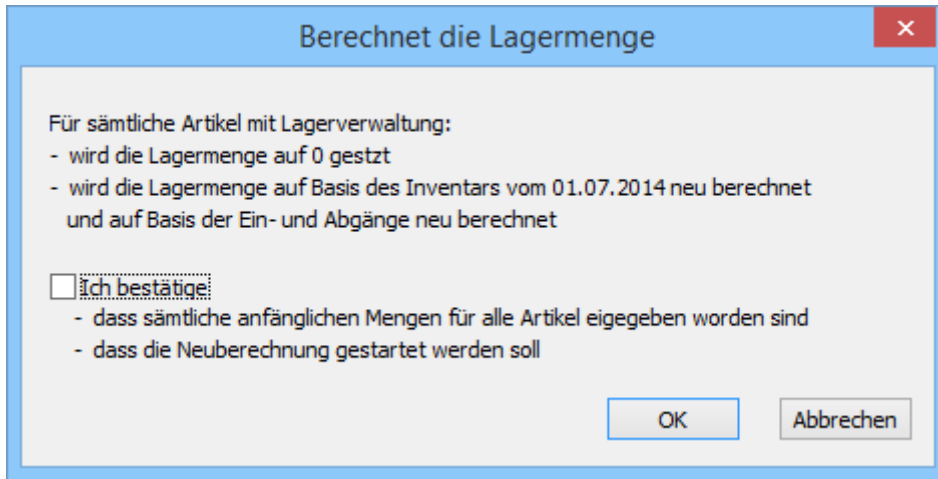 Berechnet die Lagermenge
Für sämtliche Artikel mit Lagerverwaltung:
- wird die Lagermenge auf 0 gestzt
- wird die Lagermenge auf Basis des Inventars vom 01.07.2014 neu berechnet
und auf Basis der Ein- und Abgänge neu berechnet
Ich bestätige
- dass sämtliche anfänglichen Mengen für alle Artikel eigegeben worden sind
- dass die Neuberechnung gestartet werden soll
OK Abbrechen